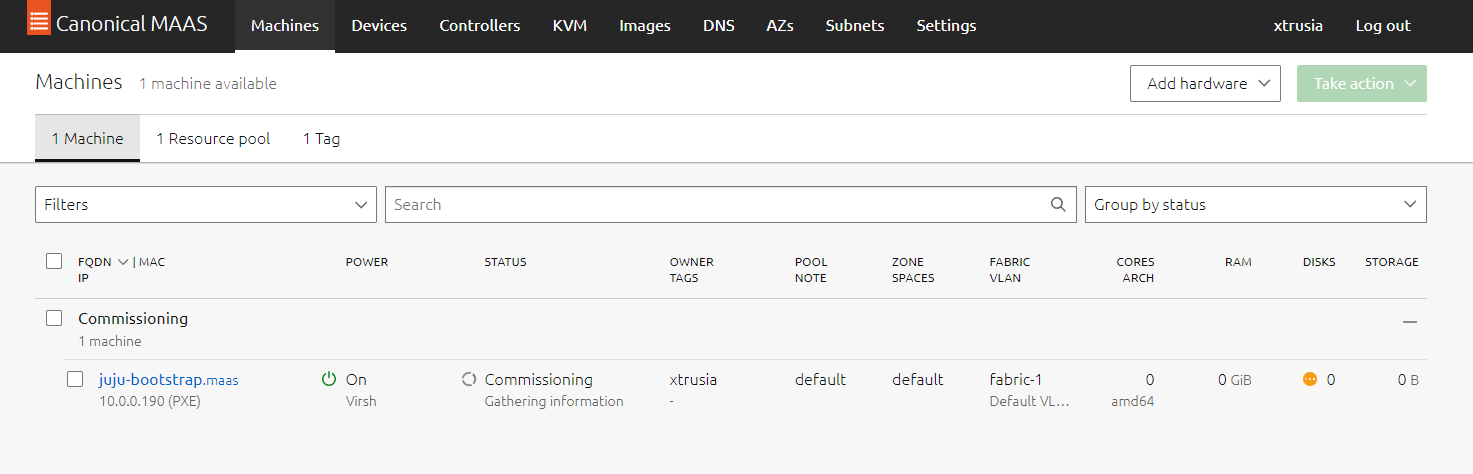 Canonical MAAS Machines Devices Controllers KVM Images DNS AZs Subnets Settings xtrusia Log out
Machines 1 machine available Add hardware Take action
1 Machine 1 Resource pool 1 Tag
Filters Search Group by status
FQDN | MAC POWER STATUS OWNER POOL ZONE FABRIC CORES RAM DISKS STORAGE
IP TAGS NOTE SPACES VLAN ARCH
Commissioning
1 machine
juju-bootstrap.maas On Commissioning xtrusia default default fabric-1 0 0 GiB 0 0 B
10.0.0.190 (PXE) Virsh Gathering information - Default VL... amd64